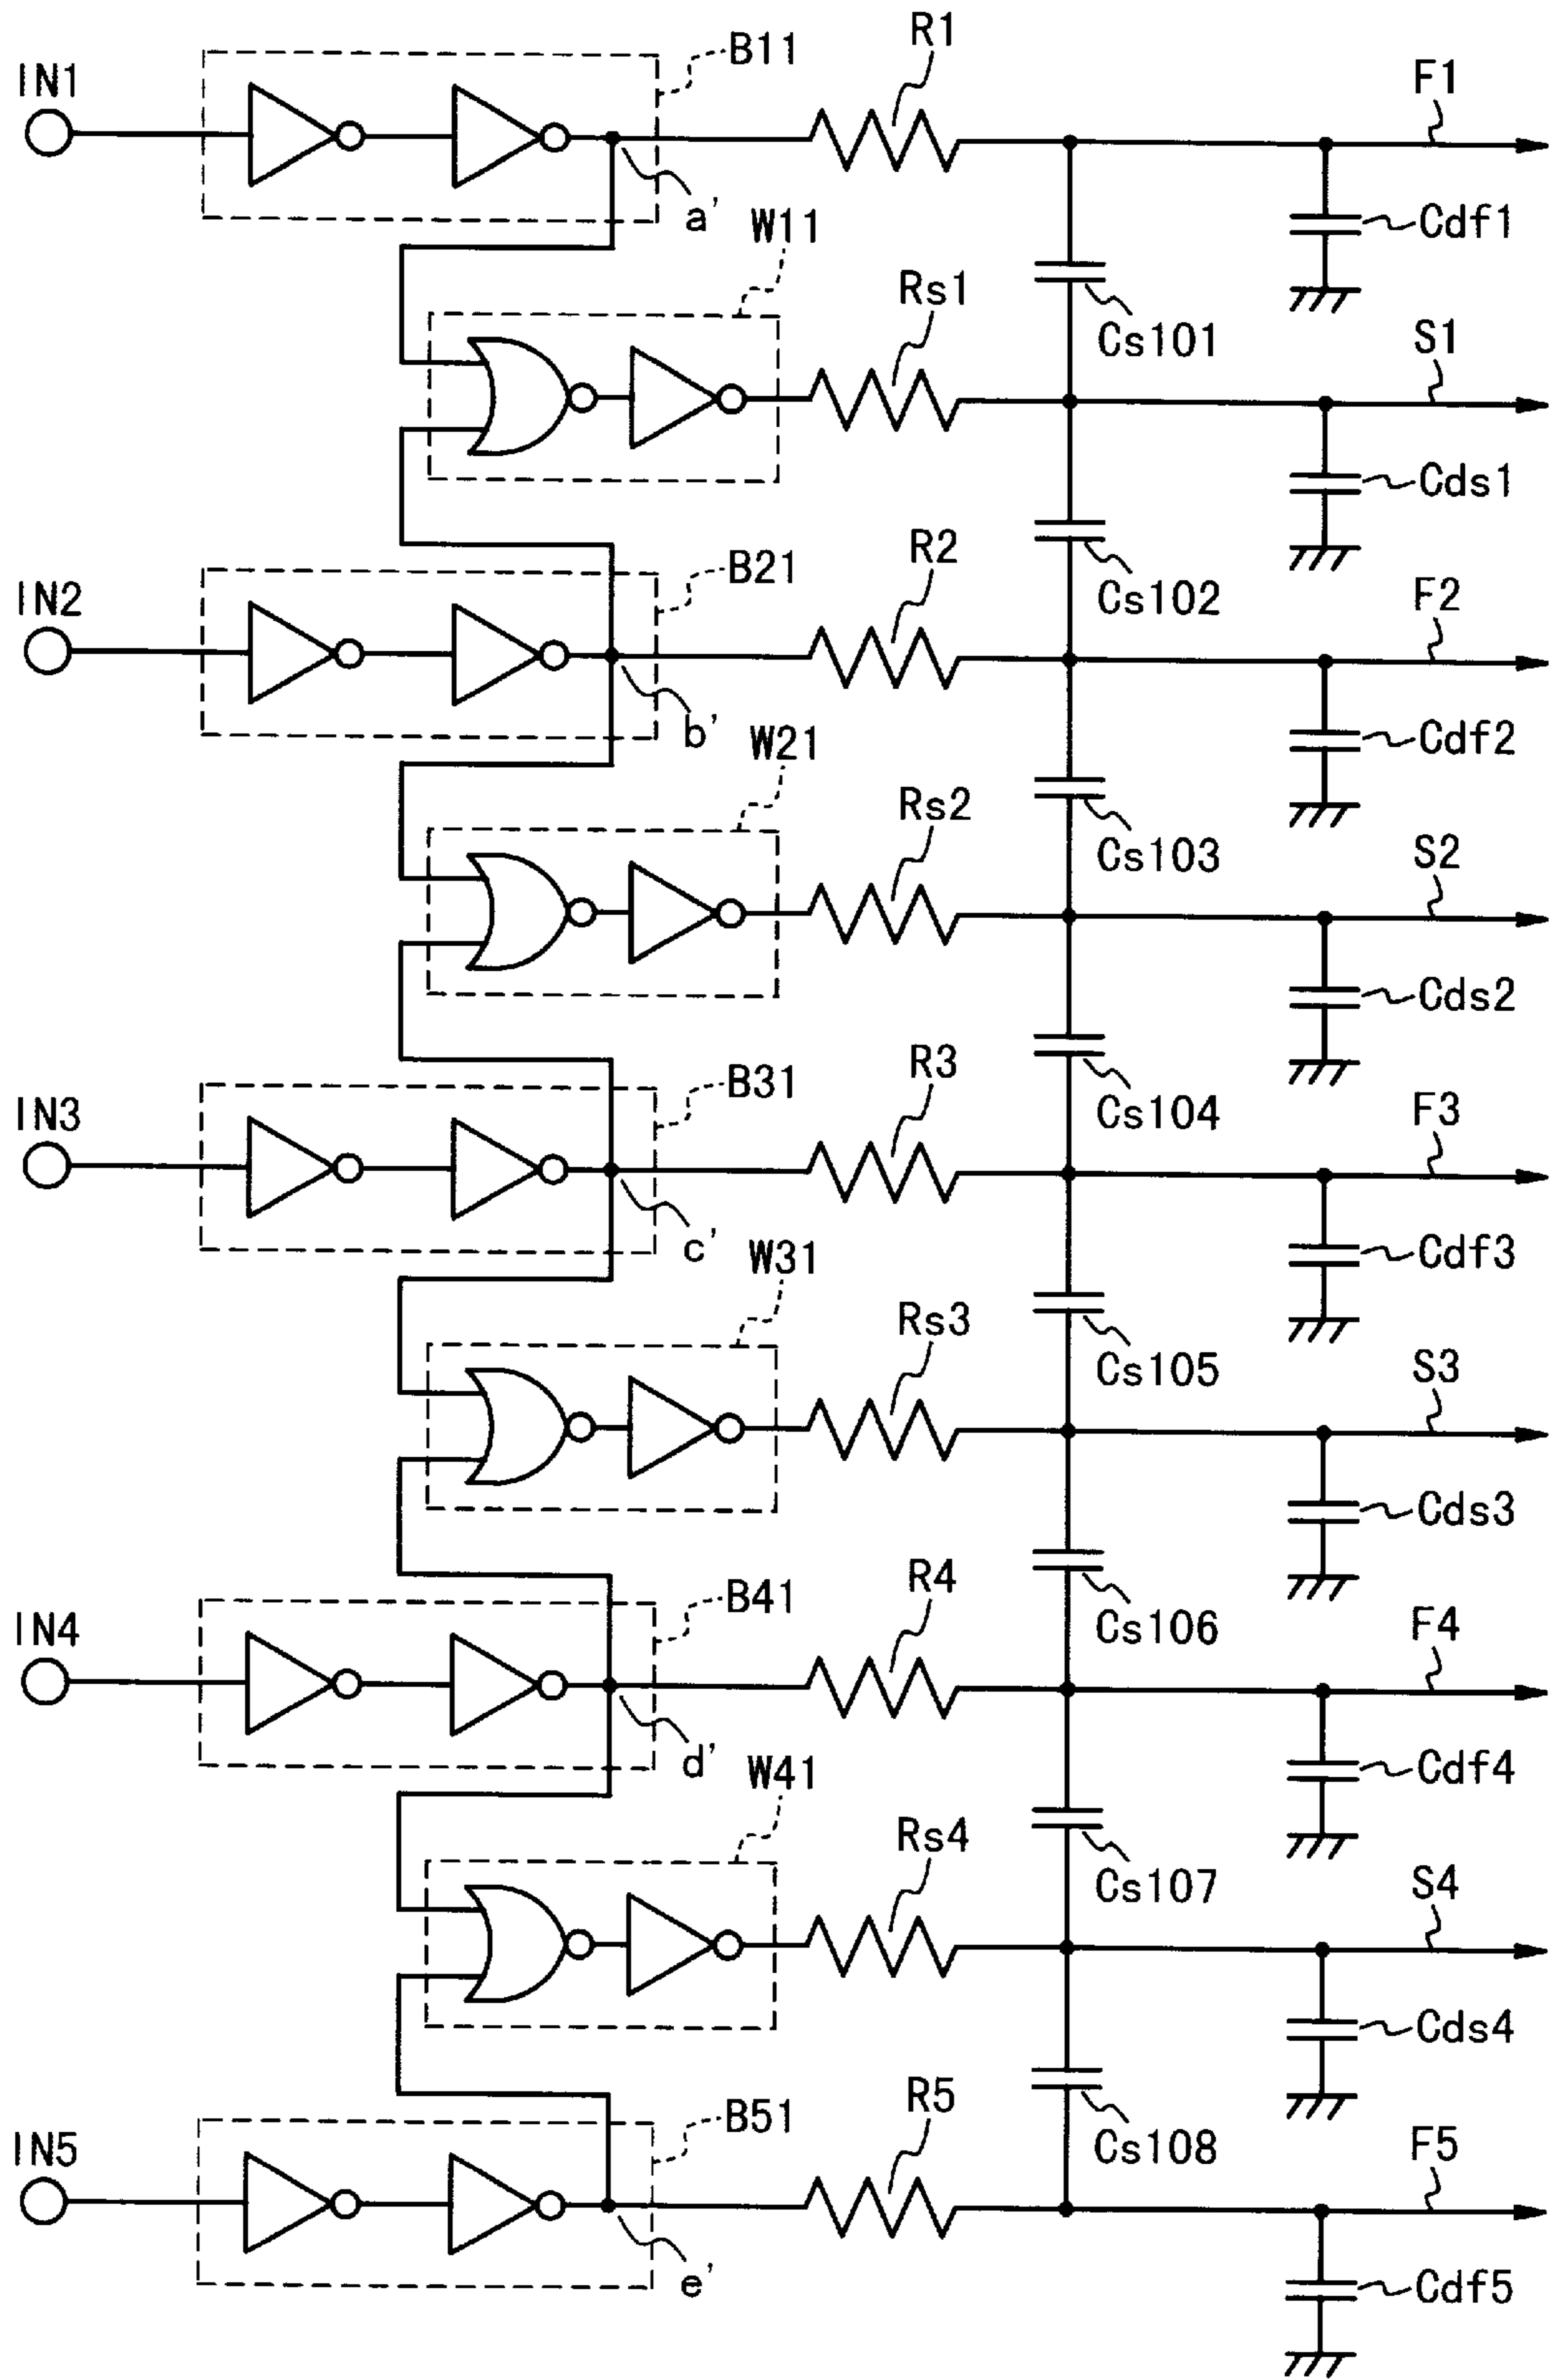 R1
B11
F1
IN1
a'
W11
Cdf1
Rs1
Cs101
S1
Cds1
R2
B21
F2
IN2
Cs102
b'
W21
Cdf2
Rs2
Cs103
S2
Cds2
R3
B31
F3
IN3
Cs104
c'
W31
Cdf3
Rs3
Cs105
S3
Cds3
R4
B41
F4
IN4
Cs106
d'
W41
Cdf4
Rs4
Cs107
S4
Cds4
R5
B51
F5
IN5
Cs108
e'
Cdf5